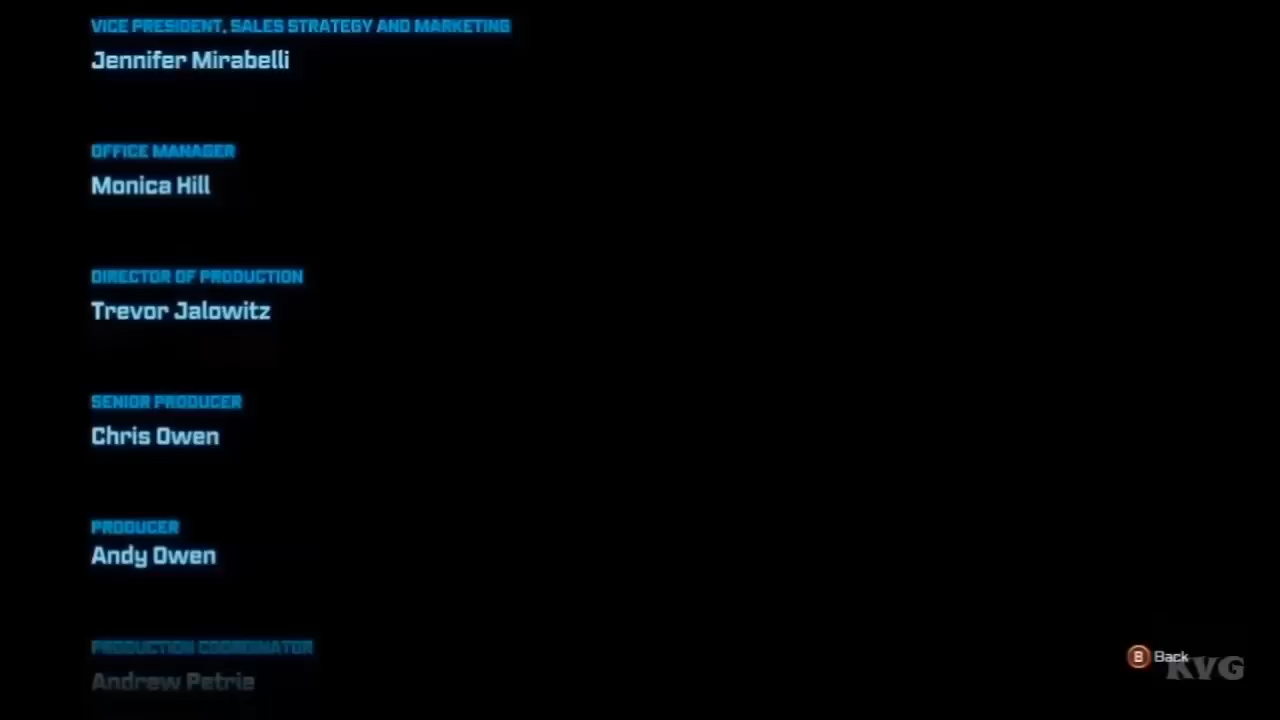 VICE PRESIDENT, SALES STRATEGY AND MARKETING
Jennifer Mirabelli
OFFICE MANAGER
Monica Hill
DIRECTOR OF PRODUCTION
Trevor Jalowitz
SENIOR PRODUCER
Chris Owen
PRODUCER
Andy Owen
PRODUCTION COORDINATOR
Andrew Petrie
B Back
KVG